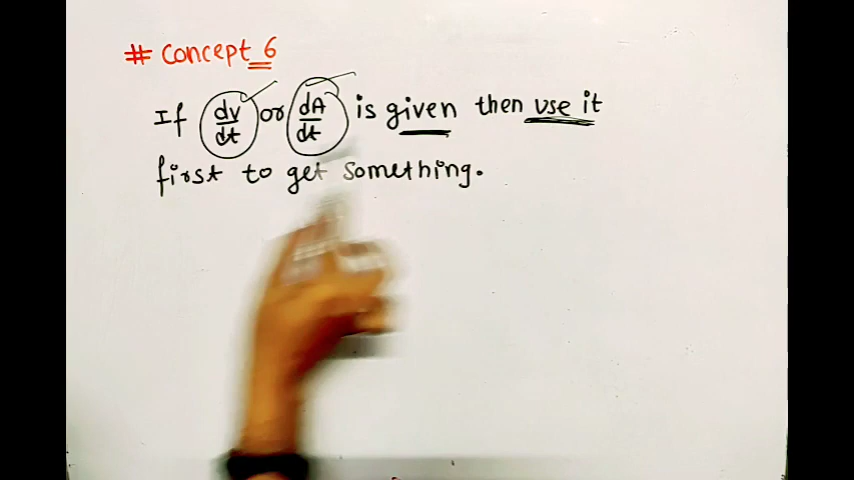 # Concept 6
If dv/dt or dA/dt is given then use it
first to get something.